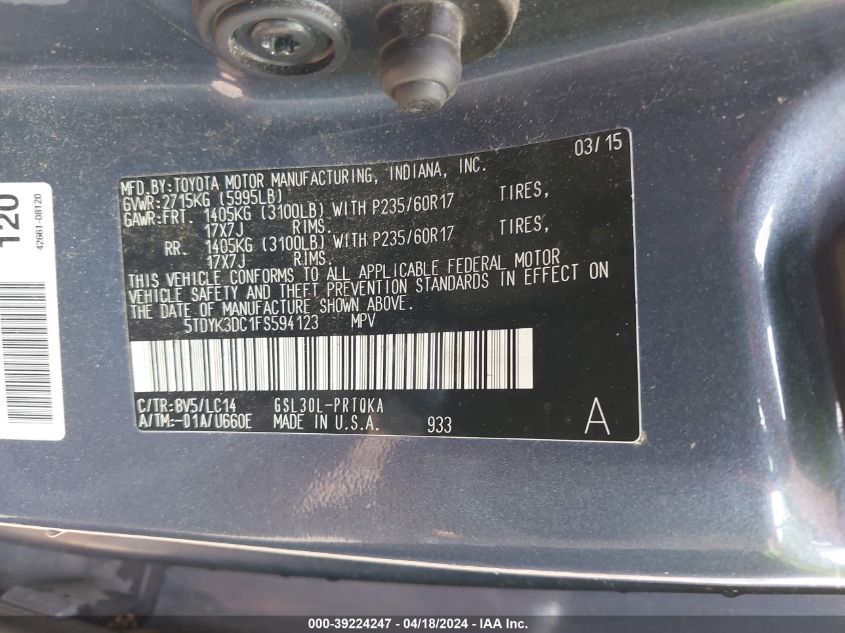 03/15
MFD.BY:TOYOTA MOTOR MANUFACTURING, INDIANA, INC.
GVWR:2715KG (5995LB)
GAWR:FRT. 1405KG (3100LB) WITH P235/60R17 TIRES,
17X7J RIMS.
RR. 1405KG (3100LB) WITH P235/60R17 TIRES,
17X7J RIMS.
THIS VEHICLE CONFORMS TO ALL APPLICABLE FEDERAL MOTOR
VEHICLE SAFETY AND THEFT PREVENTION STANDARDS IN EFFECT ON
THE DATE OF MANUFACTURE SHOWN ABOVE.
5TDYK3DC1FS594123 MPV
C/TR:8V5/LC14 GSL30L-PRTQKA
A/TM:-01A/U660E MADE IN U.S.A. 933 A
120
42661-08120
000-39224247 - 04/18/2024 - IAA Inc.